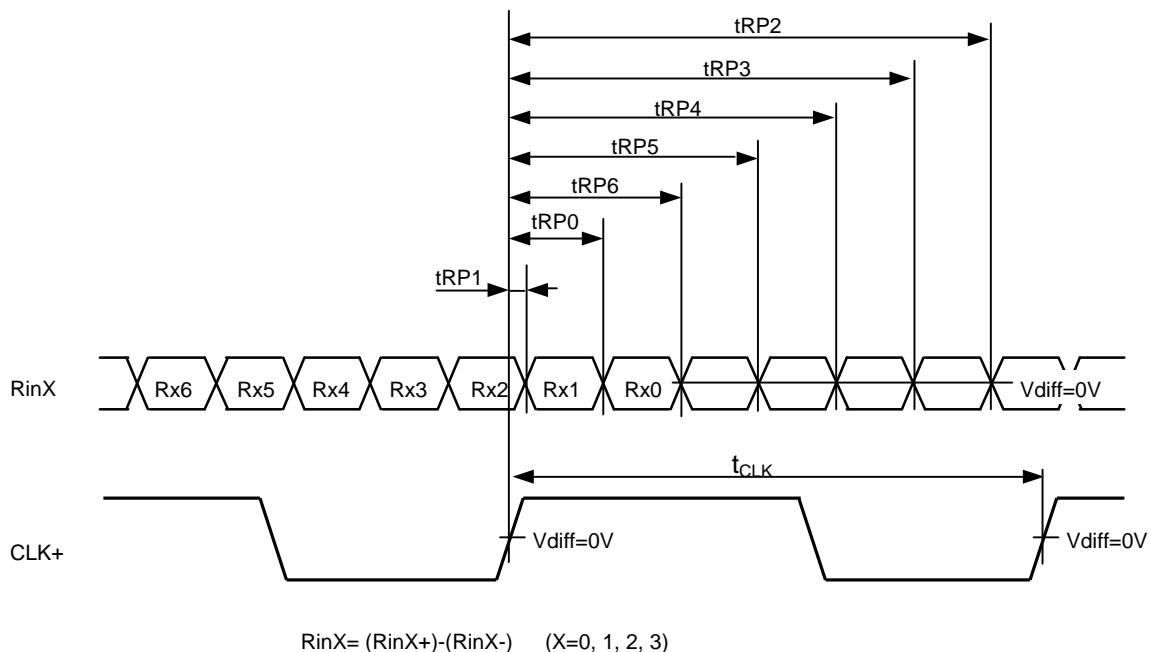 tRP2
tRP3
tRP4
tRP5
tRP6
tRP0
tRP1
RinX
Rx6 Rx5 Rx4 Rx3 Rx2 Rx1 Rx0
Vdiff=0V
tCLK
CLK+
Vdiff=0V
Vdiff=0V
RinX= (RinX+)-(RinX-) (X=0, 1, 2, 3)